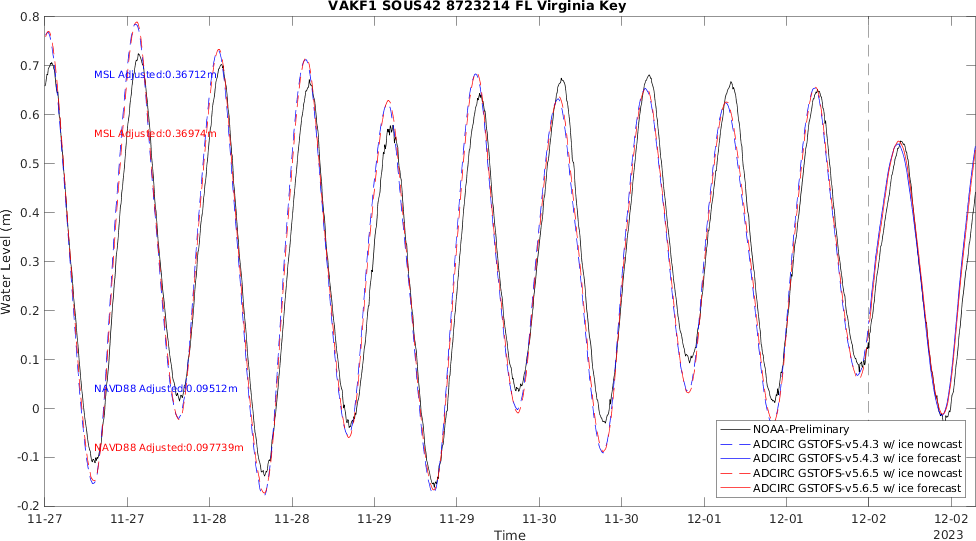 VAKF1 SOUS42 8723214 FL Virginia Key
0.8
0.7
0.6
0.5
0.4
0.3
0.2
0.1
0
-0.1
-0.2
Water Level (m)
MSL Adjusted:0.36712m
MSL Adjusted:0.36974m
NAVD88 Adjusted:0.09512m
NAVD88 Adjusted:0.097739m
NOAA-Preliminary
ADCIRC GSTOFS-v5.4.3 w/ ice nowcast
ADCIRC GSTOFS-v5.4.3 w/ ice forecast
ADCIRC GSTOFS-v5.6.5 w/ ice nowcast
ADCIRC GSTOFS-v5.6.5 w/ ice forecast
11-27 11-27 11-28 11-28 11-29 11-29 11-30 11-30 12-01 12-01 12-02 12-02
Time
2023